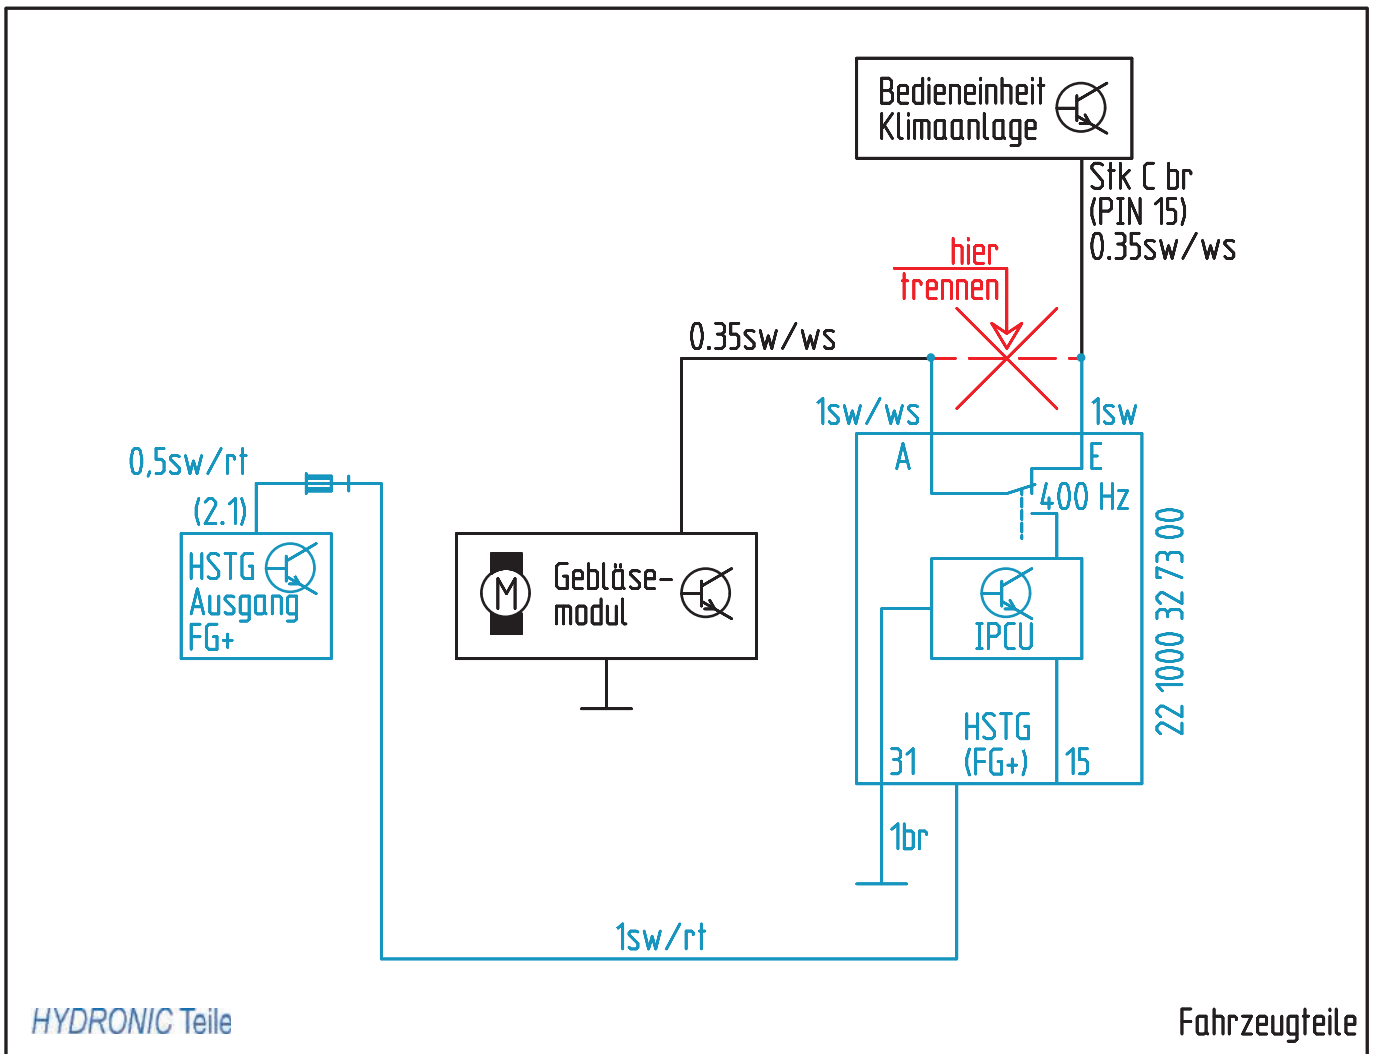 Bedieneinheit
Klimaanlage
Stk C br
(PIN 15)
0.35sw/ws
hier
trennen
0.35sw/ws
1sw/ws
1sw
A
E
400 Hz
0,5sw/rt
(2.1)
HSTG
Ausgang
FG+
M
Gebläse-
modul
IPCU
22 1000 32 73 00
HSTG
(FG+)
31
15
1br
1sw/rt
HYDRONIC Teile
Fahrzeugteile